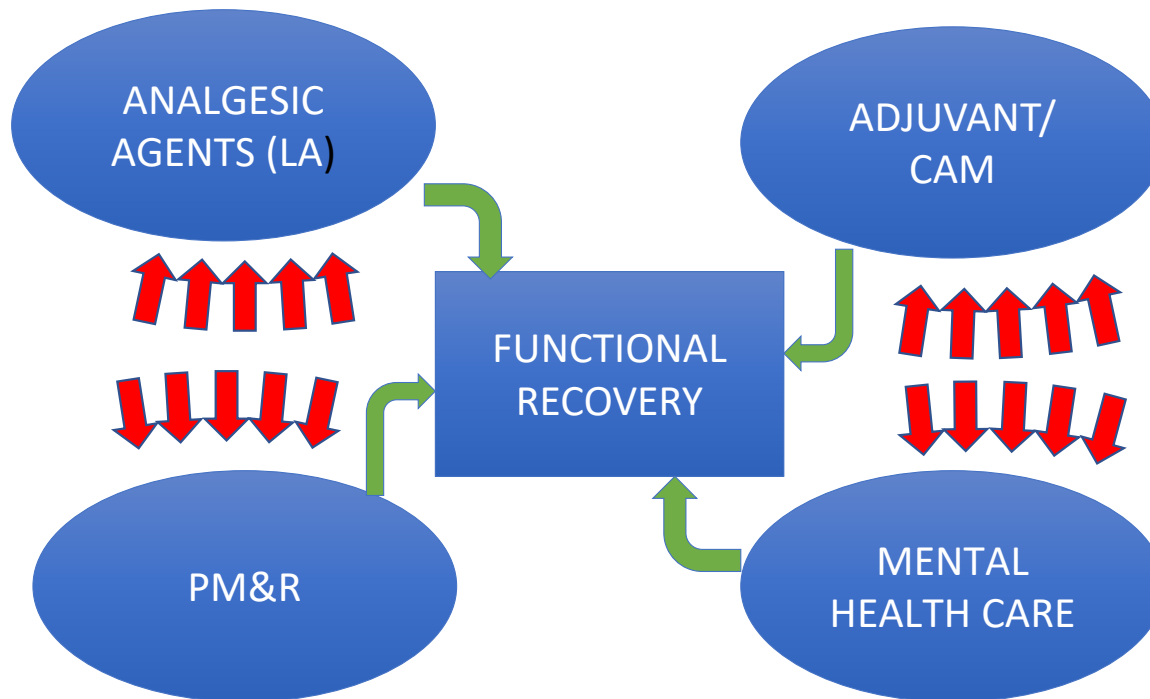 ANALGESIC
AGENTS (LA)
ADJUVANT/
CAM
FUNCTIONAL
RECOVERY
PM&R
MENTAL
HEALTH CARE